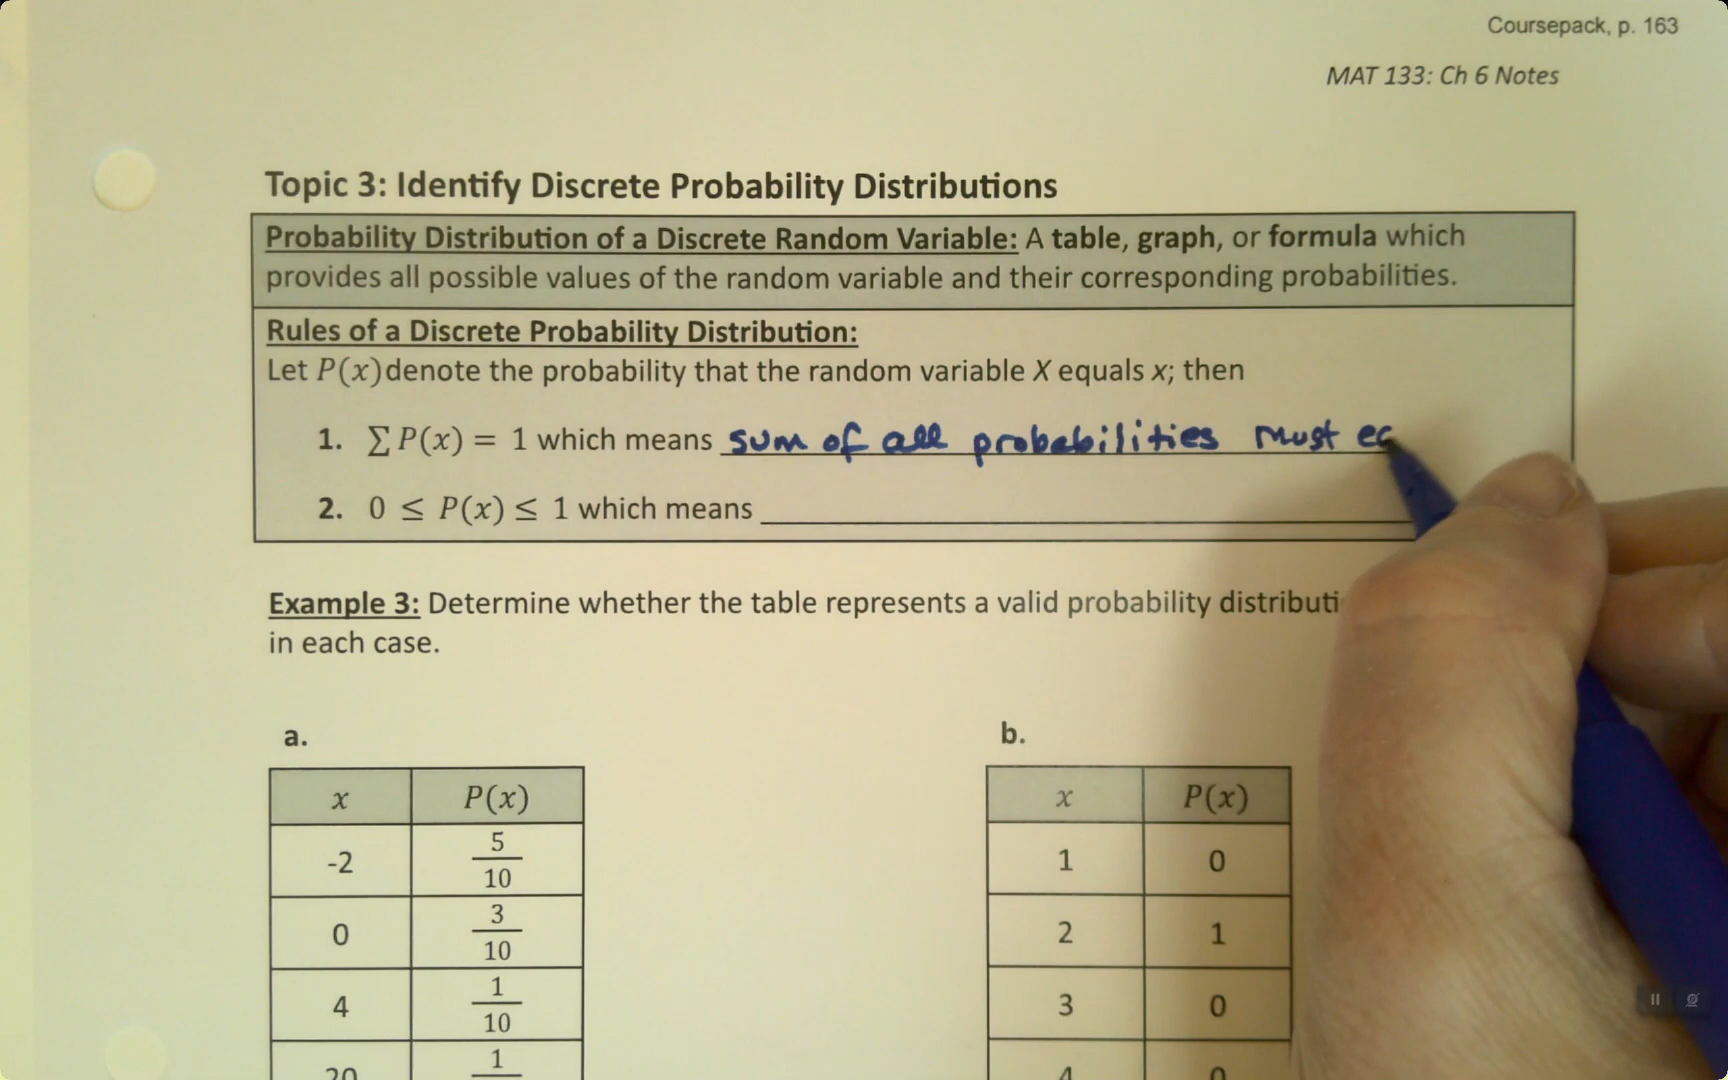 Coursepack, p. 163
MAT 133: Ch 6 Notes
Topic 3: Identify Discrete Probability Distributions
Probability Distribution of a Discrete Random Variable: A table, graph, or formula which
provides all possible values of the random variable and their corresponding probabilities.
Rules of a Discrete Probability Distribution:
Let P(x) denote the probability that the random variable X equals x; then
1. ∑ P(x) = 1 which means sum of all probabilities must
2. 0 ≤ P(x) ≤ 1 which means
Example 3: Determine whether the table represents a valid probability
in each case.
a.
x P(x)
-2 5/10
0 3/10
4 1/10
20 1
b.
x P(x)
1 0
2 1
3 0
4 0